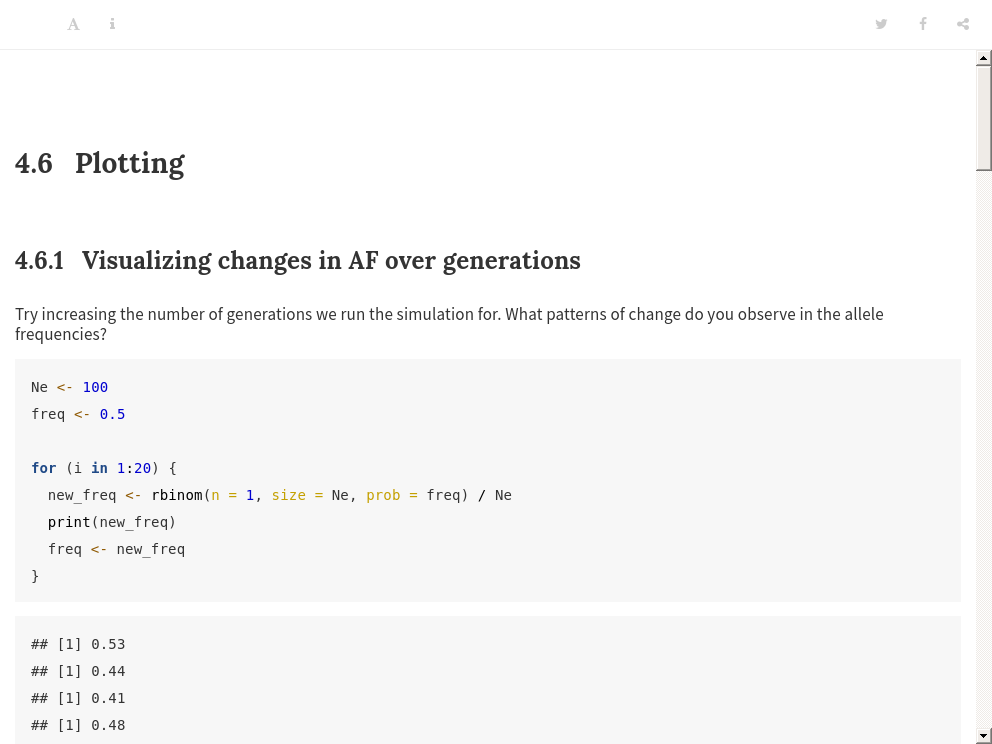 4.6 Plotting
4.6.1 Visualizing changes in AF over generations
Try increasing the number of generations we run the simulation for. What patterns of change do you observe in the allele
frequencies?
Ne <- 100
freq <- 0.5
for (i in 1:20) {
  new_freq <- rbinom(n = 1, size = Ne, prob = freq) / Ne
  print(new_freq)
  freq <- new_freq
}
## [1] 0.53
## [1] 0.44
## [1] 0.41
## [1] 0.48